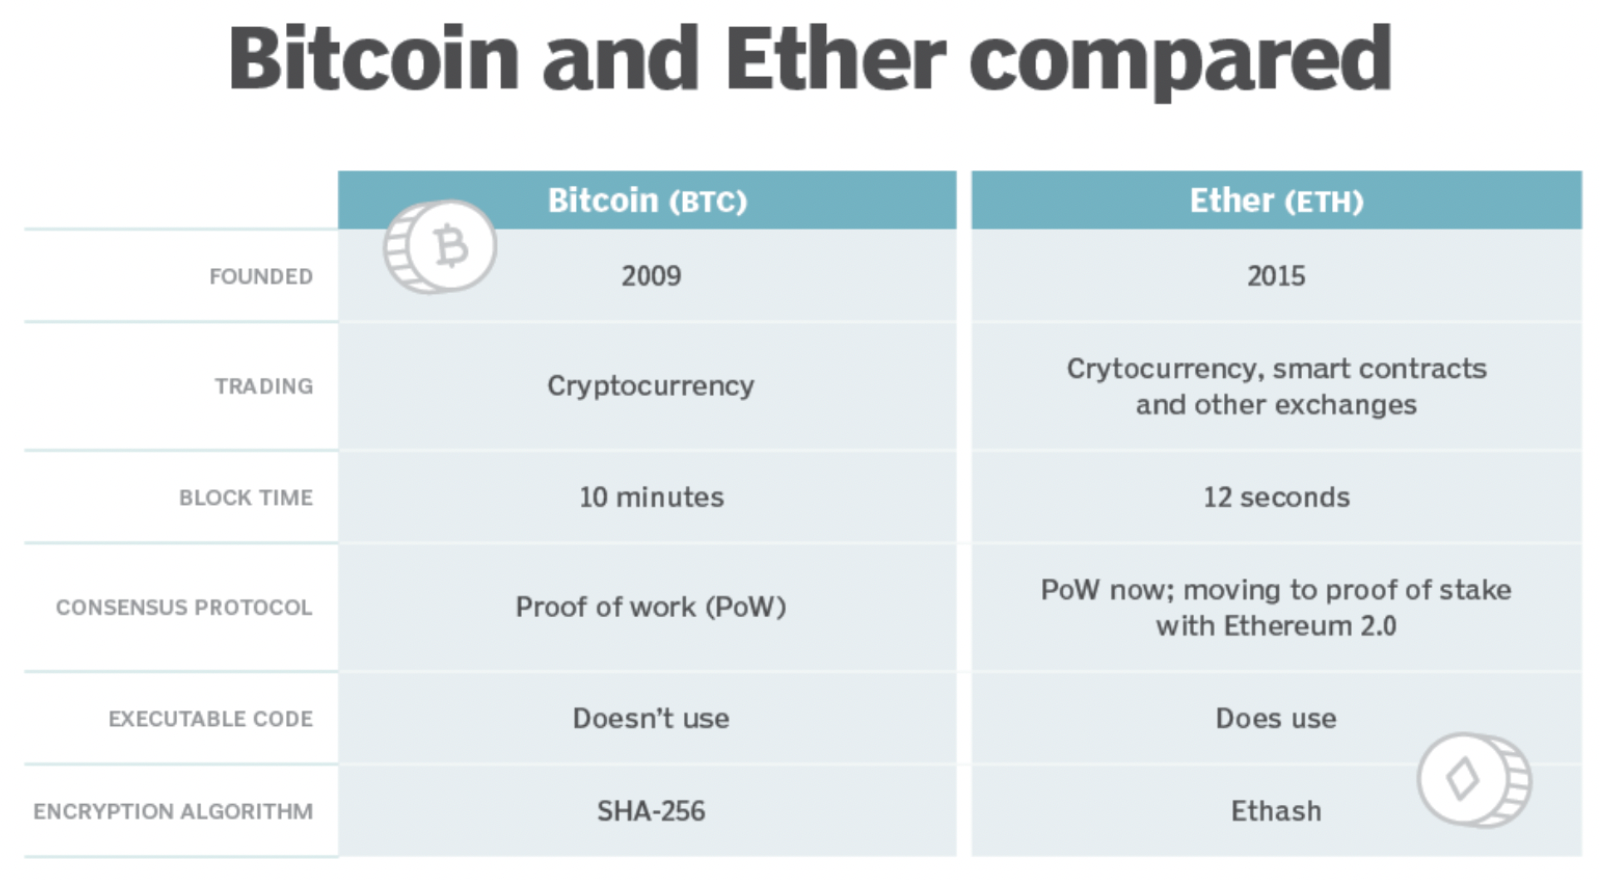 Bitcoin and Ether compared
Bitcoin (BTC)
Ether (ETH)
FOUNDED
2009
2015
TRADING
Cryptocurrency
Crytocurrency, smart contracts
and other exchanges
BLOCK TIME
10 minutes
12 seconds
CONSENSUS PROTOCOL
Proof of work (PoW)
PoW now; moving to proof of stake
with Ethereum 2.0
EXECUTABLE CODE
Doesn’t use
Does use
ENCRYPTION ALGORITHM
SHA-256
Ethash